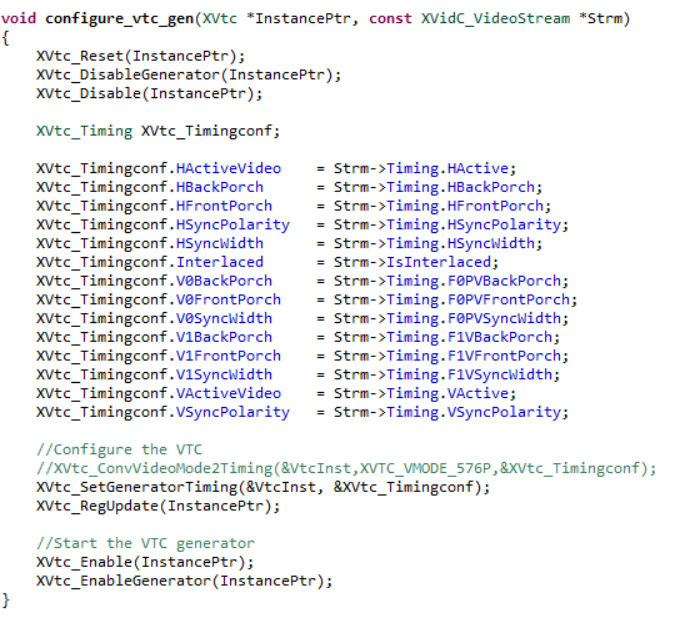 void configure_vtc_gen(XVtc *InstancePtr, const XVidC_VideoStream *Strm)
{
    XVtc_Reset(InstancePtr);
    XVtc_DisableGenerator(InstancePtr);
    XVtc_Disable(InstancePtr);

    XVtc_Timing XVtc_Timingconf;

    XVtc_Timingconf.HActiveVideo    = Strm->Timing.HActive;
    XVtc_Timingconf.HBackPorch      = Strm->Timing.HBackPorch;
    XVtc_Timingconf.HFrontPorch     = Strm->Timing.HFrontPorch;
    XVtc_Timingconf.HSyncPolarity   = Strm->Timing.HSyncPolarity;
    XVtc_Timingconf.HSyncWidth      = Strm->Timing.HSyncWidth;
    XVtc_Timingconf.Interlaced      = Strm->IsInterlaced;
    XVtc_Timingconf.V0BackPorch     = Strm->Timing.F0PVBackPorch;
    XVtc_Timingconf.V0FrontPorch    = Strm->Timing.F0PVFrontPorch;
    XVtc_Timingconf.V0SyncWidth     = Strm->Timing.F0PVSyncWidth;
    XVtc_Timingconf.V1BackPorch     = Strm->Timing.F1VBackPorch;
    XVtc_Timingconf.V1FrontPorch    = Strm->Timing.F1VFrontPorch;
    XVtc_Timingconf.V1SyncWidth     = Strm->Timing.F1VSyncWidth;
    XVtc_Timingconf.VActiveVideo    = Strm->Timing.VActive;
    XVtc_Timingconf.VSyncPolarity   = Strm->Timing.VSyncPolarity;

    //Configure the VTC
    //XVtc_ConvVideoMode2Timing(&VtcInst,XVTC_VMODE_576P,&XVtc_Timingconf);
    XVtc_SetGeneratorTiming(&VtcInst, &XVtc_Timingconf);
    XVtc_RegUpdate(InstancePtr);

    //Start the VTC generator
    XVtc_Enable(InstancePtr);
    XVtc_EnableGenerator(InstancePtr);
}